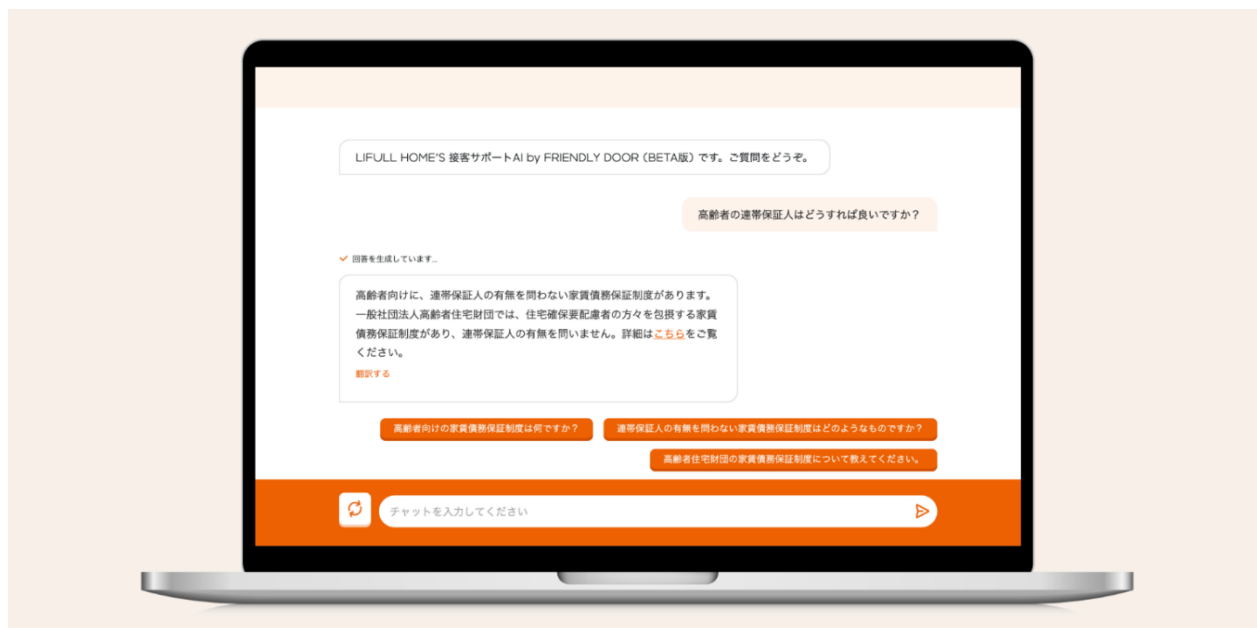 LIFULL HOME'S 接客サポートAI by FRIENDLY DOOR（BETA版）です。ご質問をどうぞ。
高齢者の連帯保証人はどうすれば良いですか？
回答を生成しています…
高齢者向けに、連帯保証人の有無を問わない家賃債務保証制度があります。
一般社団法人高齢者住宅財団では、住宅確保要配慮者の方々を包摂する家賃
債務保証制度があり、連帯保証人の有無を問いません。詳細はこちらをご覧
ください。
翻訳する
高齢者向けの家賃債務保証制度は何ですか？
連帯保証人の有無を問わない家賃債務保証制度はどのようなものですか？
高齢者住宅財団の家賃債務保証制度について教えてください。
チャットを入力してください